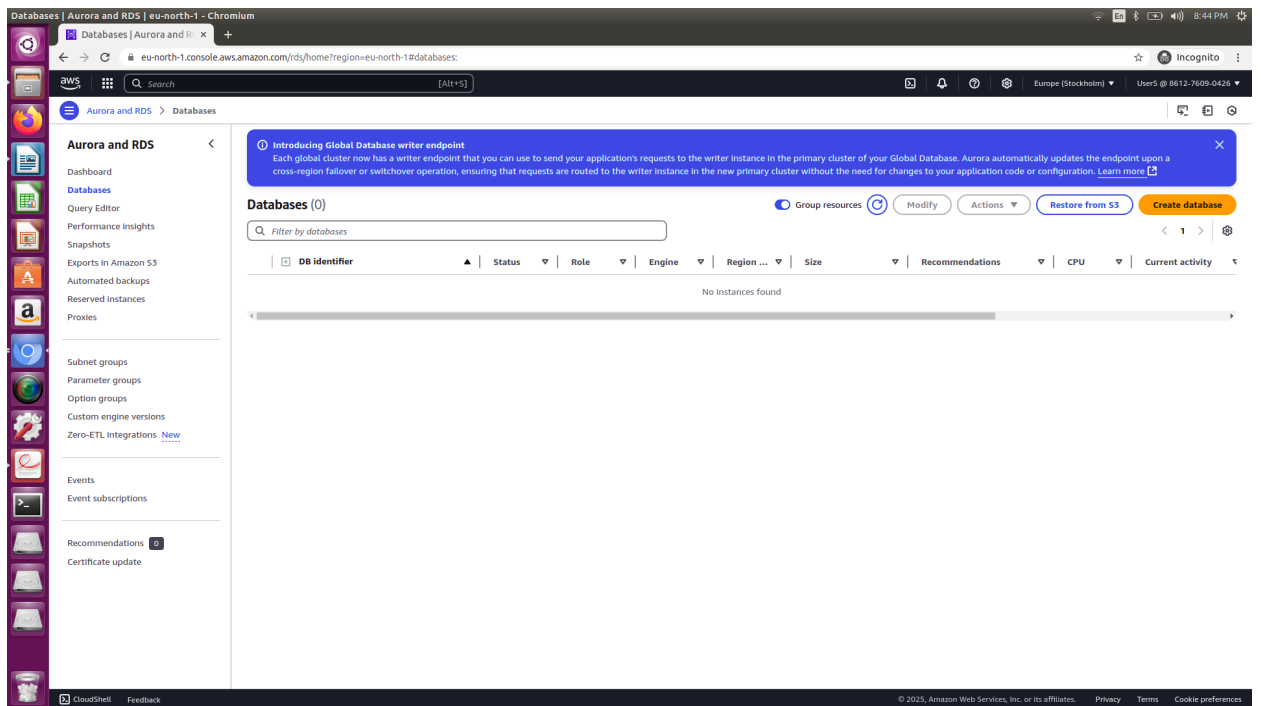 Databases | Aurora and RDS | eu-north-1 - Chromium
En
8:44 PM
Databases | Aurora and R
eu-north-1.console.aws.amazon.com/rds/home?region=eu-north-1#databases:
Incognito
aws
Search
[Alt+S]
Europe (Stockholm)
User5 @ 8612-7609-0426
Aurora and RDS > Databases
Aurora and RDS
Dashboard
Databases
Query Editor
Performance insights
Snapshots
Exports in Amazon S3
Automated backups
Reserved instances
Proxies
Subnet groups
Parameter groups
Option groups
Custom engine versions
Zero-ETL integrations New
Events
Event subscriptions
Recommendations 0
Certificate update
Introducing Global Database writer endpoint
Each global cluster now has a writer endpoint that you can use to send your application's requests to the writer instance in the primary cluster of your Global Database. Aurora automatically updates the endpoint upon a
cross-region failover or switchover operation, ensuring that requests are routed to the writer instance in the new primary cluster without the need for changes to your application code or configuration. Learn more
Databases (0)
Group resources
Modify
Actions
Restore from S3
Create database
Filter by databases
1
DB identifier
Status
Role
Engine
Region ...
Size
Recommendations
CPU
Current activity
No instances found
CloudShell
Feedback
© 2025, Amazon Web Services, Inc. or its affiliates.
Privacy
Terms
Cookie preferences